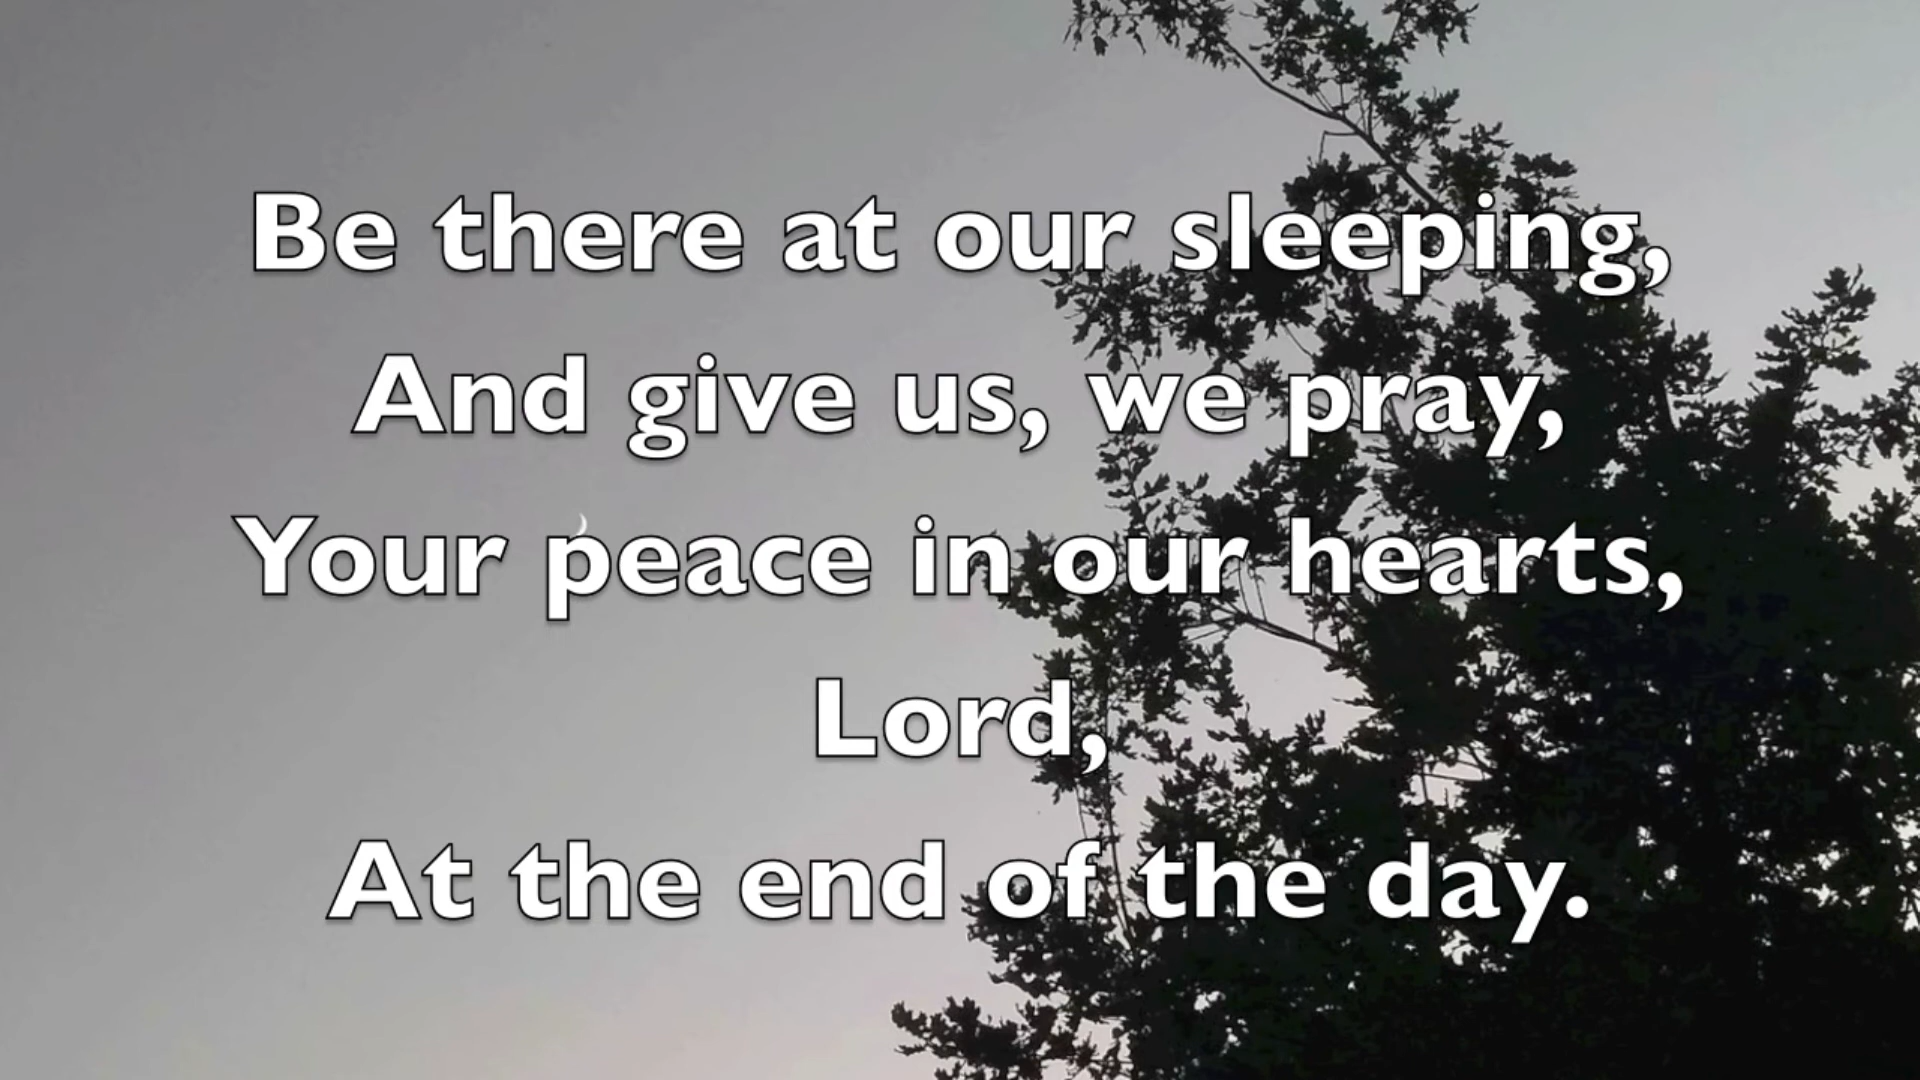 Be there at our sleeping,
And give us, we pray,
Your peace in our hearts,
Lord,
At the end of the day.